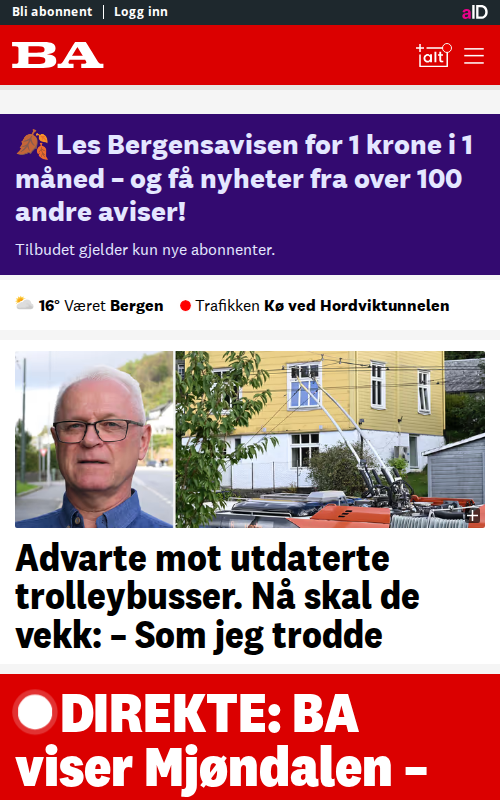 Bli abonnent | Logg inn
aID
BA
+alt
🍂 Les Bergensavisen for 1 krone i 1
måned – og få nyheter fra over 100
andre aviser!
Tilbudet gjelder kun nye abonnenter.
16° Været Bergen
Trafikken Kø ved Hordviktunnelen
Advarte mot utdaterte
trolleybusser. Nå skal de
vekk: – Som jeg trodde
DIREKTE: BA
viser Mjøndalen –